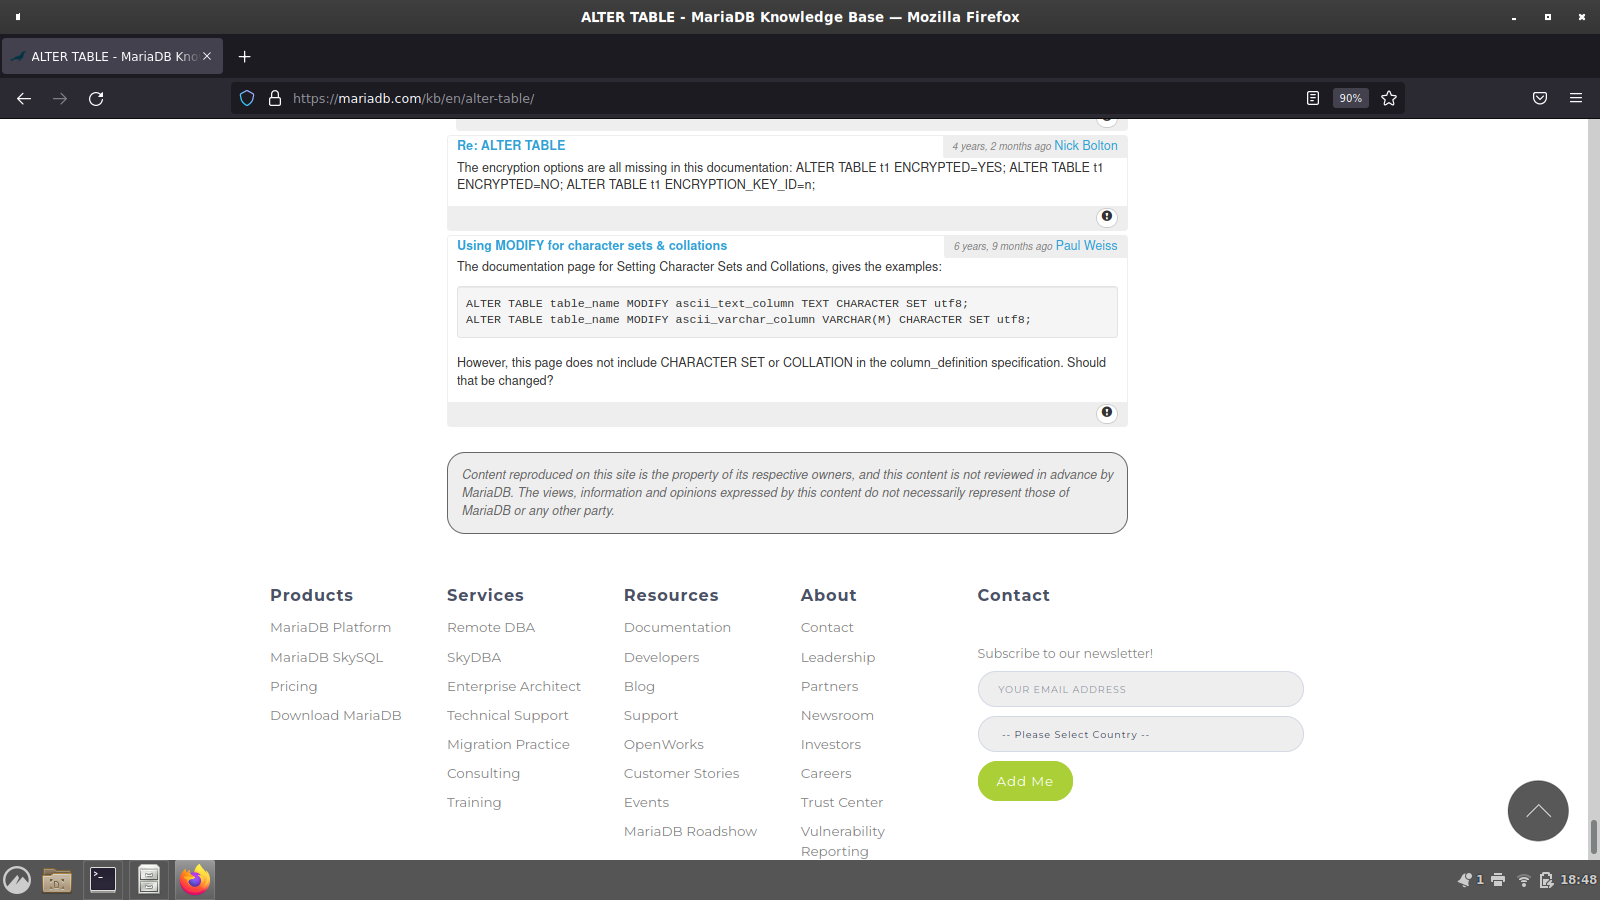 ALTER TABLE - MariaDB Knowledge Base — Mozilla Firefox
ALTER TABLE - MariaDB Kno
https://mariadb.com/kb/en/alter-table/
90%
Re: ALTER TABLE
4 years, 2 months ago Nick Bolton
The encryption options are all missing in this documentation: ALTER TABLE t1 ENCRYPTED=YES; ALTER TABLE t1
ENCRYPTED=NO; ALTER TABLE t1 ENCRYPTION_KEY_ID=n;
Using MODIFY for character sets & collations
6 years, 9 months ago Paul Weiss
The documentation page for Setting Character Sets and Collations, gives the examples:
ALTER TABLE table_name MODIFY ascii_text_column TEXT CHARACTER SET utf8;
ALTER TABLE table_name MODIFY ascii_varchar_column VARCHAR(M) CHARACTER SET utf8;
However, this page does not include CHARACTER SET or COLLATION in the column_definition specification. Should
that be changed?
Content reproduced on this site is the property of its respective owners, and this content is not reviewed in advance by
MariaDB. The views, information and opinions expressed by this content do not necessarily represent those of
MariaDB or any other party.
Products
MariaDB Platform
MariaDB SkySQL
Pricing
Download MariaDB
Services
Remote DBA
SkyDBA
Enterprise Architect
Technical Support
Migration Practice
Consulting
Training
Resources
Documentation
Developers
Blog
Support
OpenWorks
Customer Stories
Events
MariaDB Roadshow
About
Contact
Leadership
Partners
Newsroom
Investors
Careers
Trust Center
Vulnerability
Reporting
Contact
Subscribe to our newsletter!
YOUR EMAIL ADDRESS
-- Please Select Country --
Add Me
1
18:48